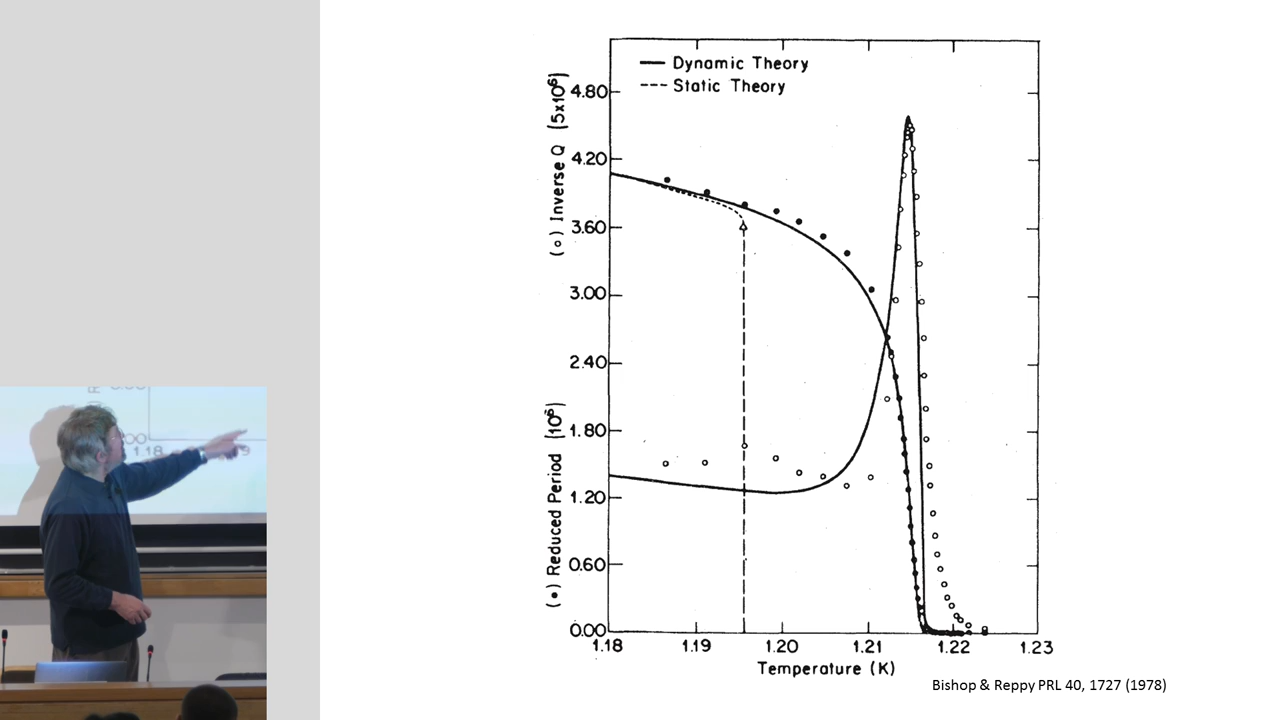 Dynamic Theory
Static Theory
(○) Inverse Q [5x10⁶]
(●) Reduced Period [10⁶]
4.80
4.20
3.60
3.00
2.40
1.80
1.20
0.60
0.00
1.18 1.19 1.20 1.21 1.22 1.23
Temperature (K)
Bishop & Reppy PRL 40, 1727 (1978)
1.18